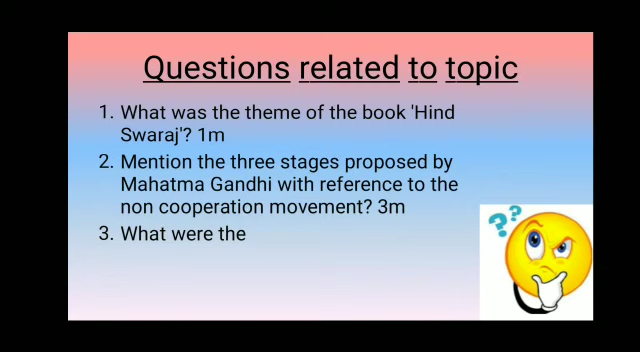 Questions related to topic
1. What was the theme of the book 'Hind
Swaraj'? 1m
2. Mention the three stages proposed by
Mahatma Gandhi with reference to the
non cooperation movement? 3m
3. What were the
??